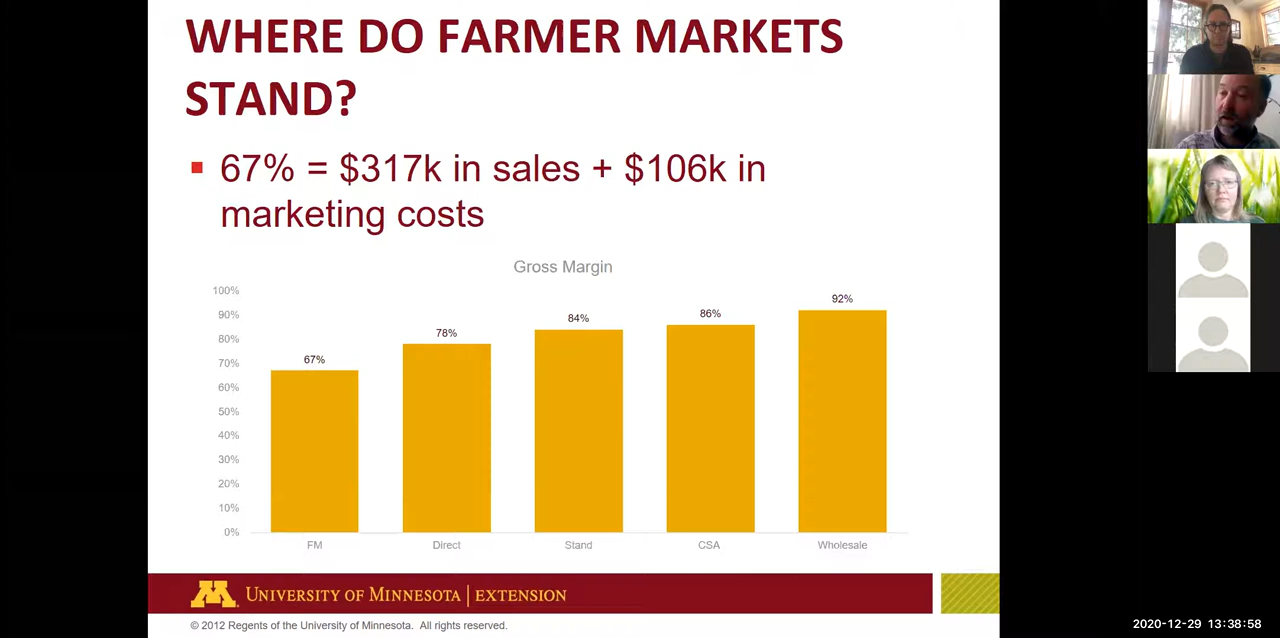 WHERE DO FARMER MARKETS
STAND?
▪ 67% = $317k in sales + $106k in
marketing costs
Gross Margin
100%
90%
80%
70%
60%
50%
40%
30%
20%
10%
0%
67%
78%
84%
86%
92%
FM
Direct
Stand
CSA
Wholesale
M
UNIVERSITY OF MINNESOTA | EXTENSION
© 2012 Regents of the University of Minnesota. All rights reserved.
2020-12-29 13:38:58